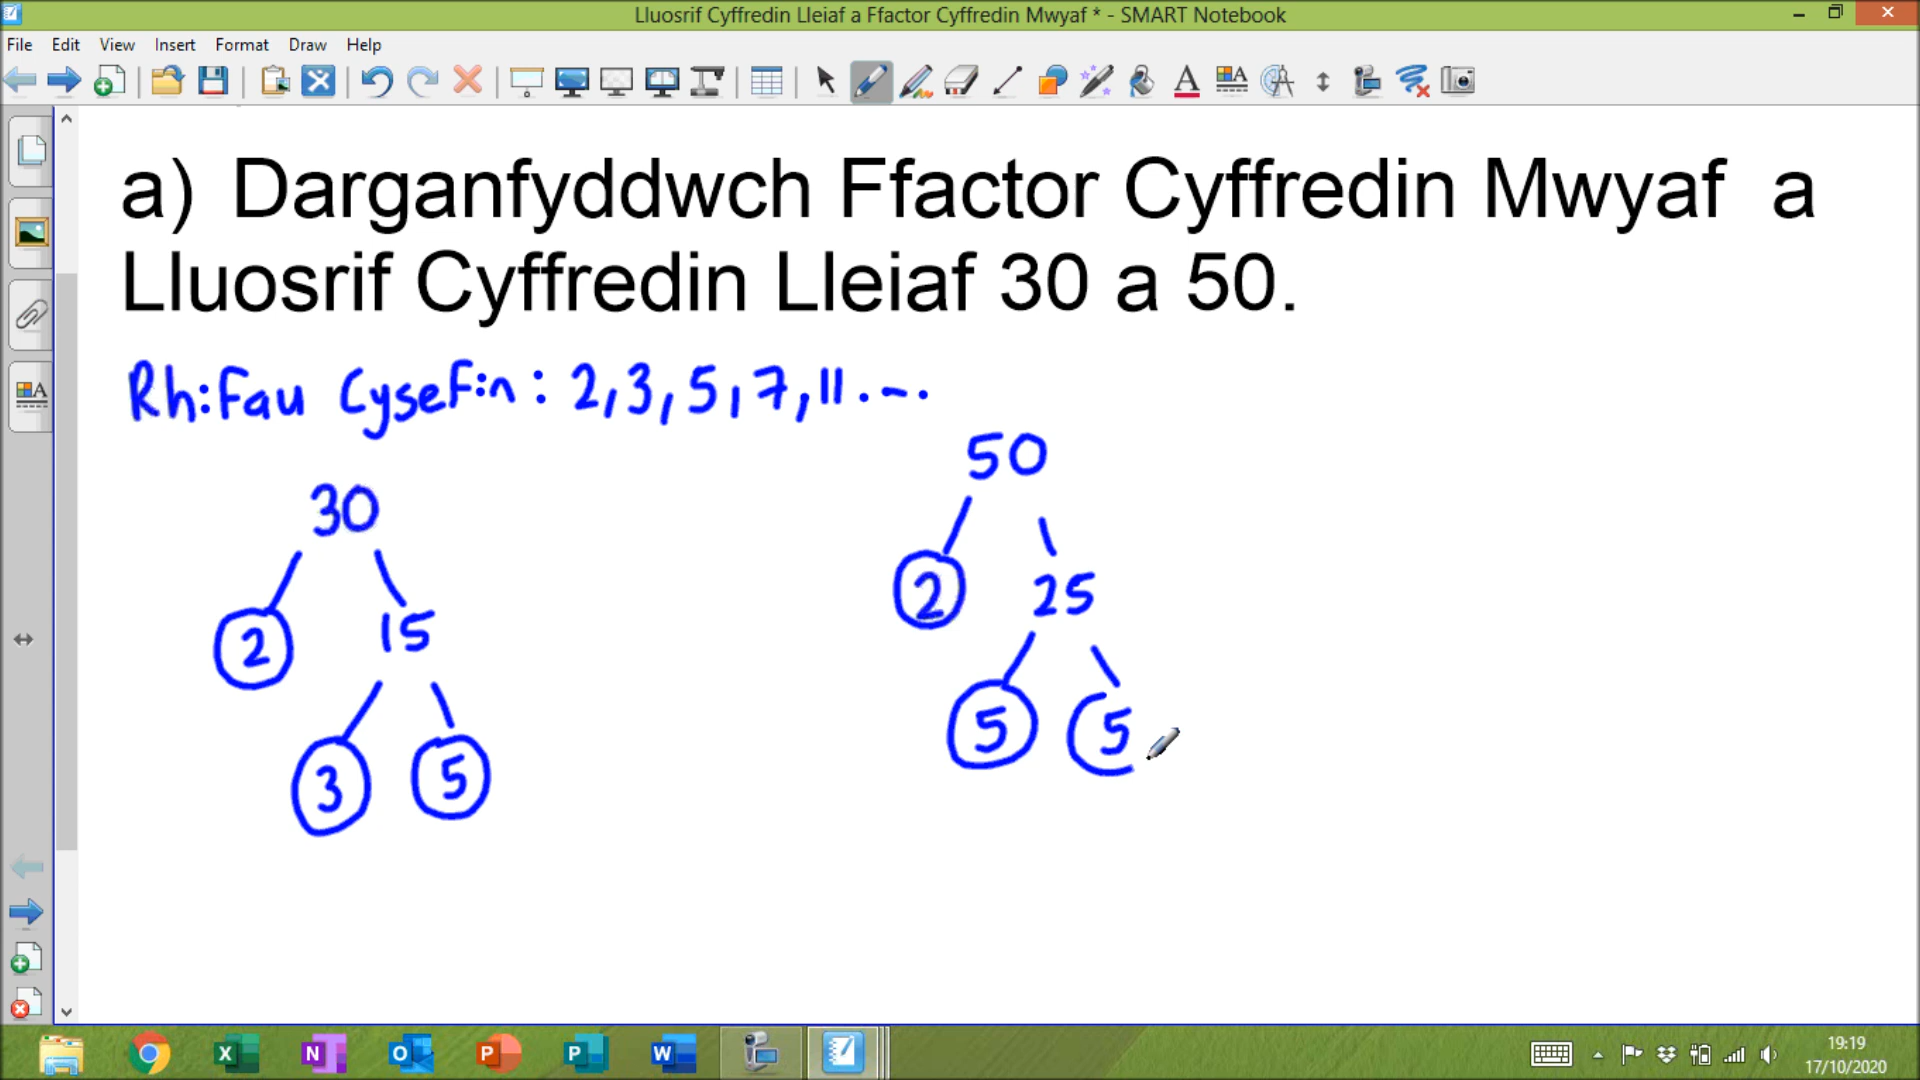 Lluosrif Cyffredin Lleiaf a Ffactor Cyffredin Mwyaf * - SMART Notebook
File Edit View Insert Format Draw Help
a) Darganfyddwch Ffactor Cyffredin Mwyaf a
Lluosrif Cyffredin Lleiaf 30 a 50.
Rhifau Cysefin : 2, 3, 5, 7, 11 . - .
50
30
2 25
2 15
5 5
3 5
19:19
17/10/2020